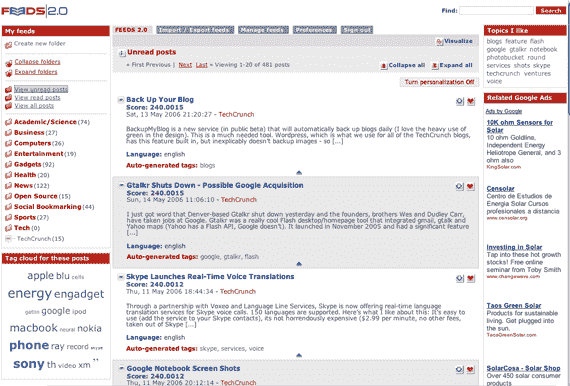 FEEDS|2.0
Find:
Search
My feeds
Create new folder
Collapse folders
Expand folders
View unread posts
View read posts
View all posts
Academic/Science (74)
Business (27)
Computers (26)
Entertainment (19)
Gadgets (92)
Health (20)
News (122)
Open Source (15)
Social Bookmarking (44)
Sports (27)
Tech (0)
TechCrunch (15)
Tag cloud for these posts
apple blu cells
energy engadget
gatito google ipod
macbook neural nokia
phone ray record skype
sony th video xm
FEEDS 2.0
Import / Export feeds
Manage feeds
Preferences
Sign out
Visualize
Unread posts
« First Previous | Next Last » Viewing 1-20 of 481 posts
Collapse all
Expand all
Turn personalization Off
Back Up Your Blog
Score: 240.0015
Sat, 13 May 2006 21:20:27 - TechCrunch
BackupMyBlog is a new service (in public beta) that will automatically back up blogs daily (I love the heavy use of
green in the design). This is a much needed tool. Wordpress, which is what we use for all of the TechCrunch blogs,
has this feature built in, but inexplicably doesn't backup images - so [...]
Language: english
Auto-generated tags: blogs
Gtalkr Shuts Down - Possible Google Acquisition
Score: 240.0015
Sun, 14 May 2006 11:06:10 - TechCrunch
I just got word that Denver-based Gtalkr shut down yesterday and the founders, brothers Wes and Dudley Carr,
have taken jobs at Google. Gtalkr was a really cool Flash desktop/homepage tool that integrated gmail, gtalk and
Yahoo maps (Yahoo has a Flash API, Google doesn't). It launched in November 2005 and had a significant feature
[...]
Language: english
Auto-generated tags: google, gtalkr, flash
Skype Launches Real-Time Voice Translations
Score: 240.0012
Thu, 11 May 2006 18:44:34 - TechCrunch
Through a partnership with Voxeo and Language Line Services, Skype is now offering real-time language
translation services for Skype voice calls. 150 languages are supported. Here's what I like about this: It's easy to
use (add the service to your Skype contacts), its not horrendously expensive ($2.99 per minute, no other fees,
taken out of Skype [...]
Language: english
Auto-generated tags: skype, services, voice
Google Notebook Screen Shots
Score: 240.0012
Thu, 11 May 2006 20:12:14 - TechCrunch
Topics I like
blogs feature flash
google gtalkr notebook
photobucket round
services shots skype
techcrunch ventures
voice
Related Google Ads
Ads by Google
10K ohm Sensors for
Solar
10 ohm Goldline,
Independent Energy
Heliotrope General, and 3
ohm also
KingSolar.com
Censolar
Centro de Estudios de
Energia Solar Cursos
profesionales a distancia
www.censolar.org
Investing in Solar
Tap into these hot growth
stocks! Free online
seminar from Toby Smith
www.changewave.com
Taos Green Solar
Products for sustainable
living. Get plugged into
the sun.
TaosGreenSolar.com
SolarCosa - Solar Shop
Over 450 solar consumer